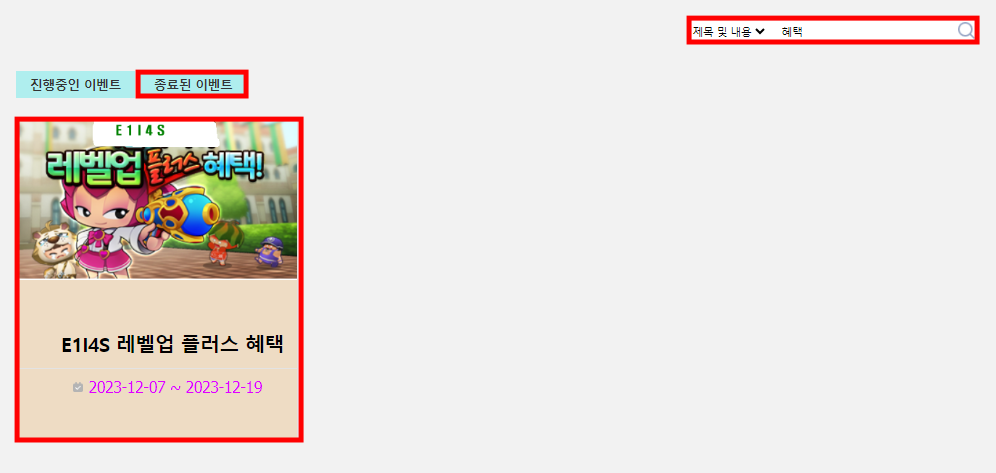 제목 및 내용 혜택
진행중인 이벤트 종료된 이벤트
E1I4S
레벨업 플러스 혜택!
E1I4S 레벨업 플러스 혜택
2023-12-07 ~ 2023-12-19